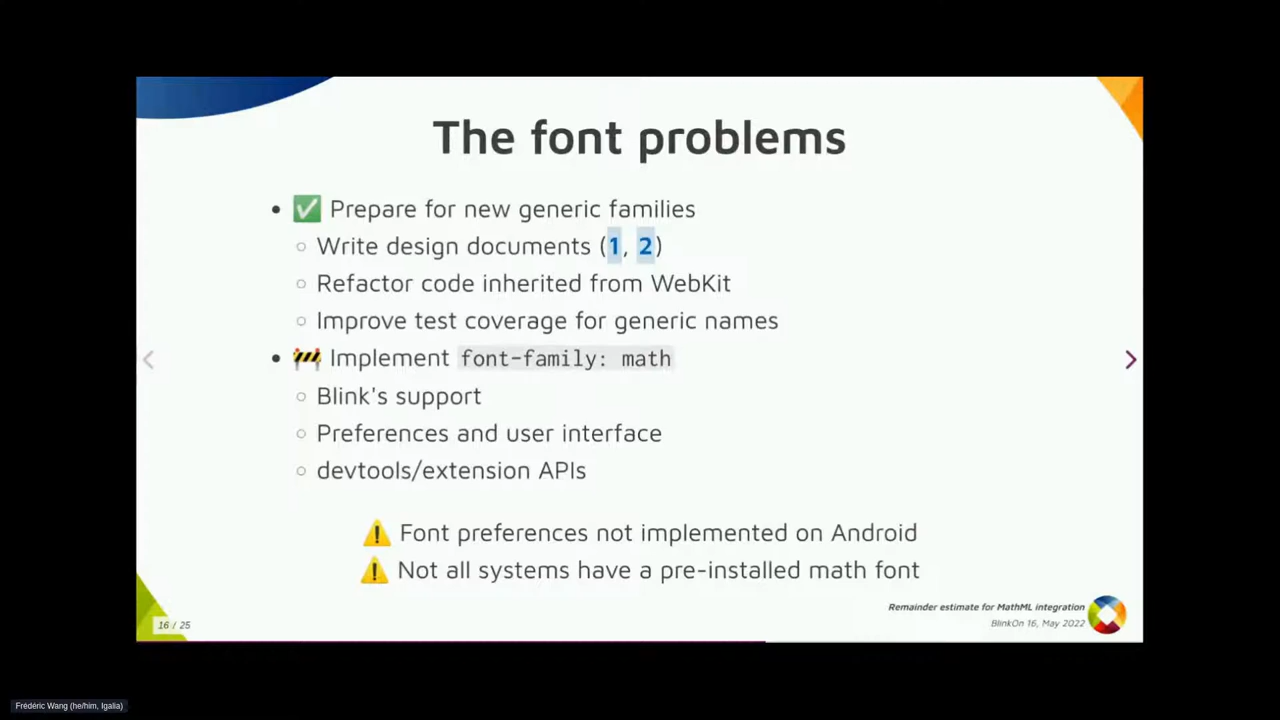 The font problems
• ✅ Prepare for new generic families
○ Write design documents (1, 2)
○ Refactor code inherited from WebKit
○ Improve test coverage for generic names
• 🚧 Implement font-family: math
○ Blink's support
○ Preferences and user interface
○ devtools/extension APIs
⚠️ Font preferences not implemented on Android
⚠️ Not all systems have a pre-installed math font
Remainder estimate for MathML integration
BlinkOn 16, May 2022
16 / 25
Frédéric Wang (he/him, Igalia)